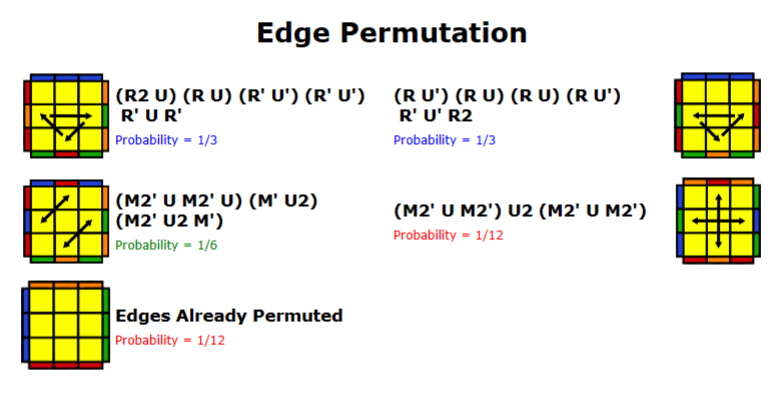 Edge Permutation
(R2 U) (R U) (R' U') (R' U')
R' U R'
Probability = 1/3
(R U') (R U) (R U) (R U')
R' U' R2
Probability = 1/3
(M2' U M2' U) (M' U2)
(M2' U2 M')
Probability = 1/6
(M2' U M2') U2 (M2' U M2')
Probability = 1/12
Edges Already Permuted
Probability = 1/12